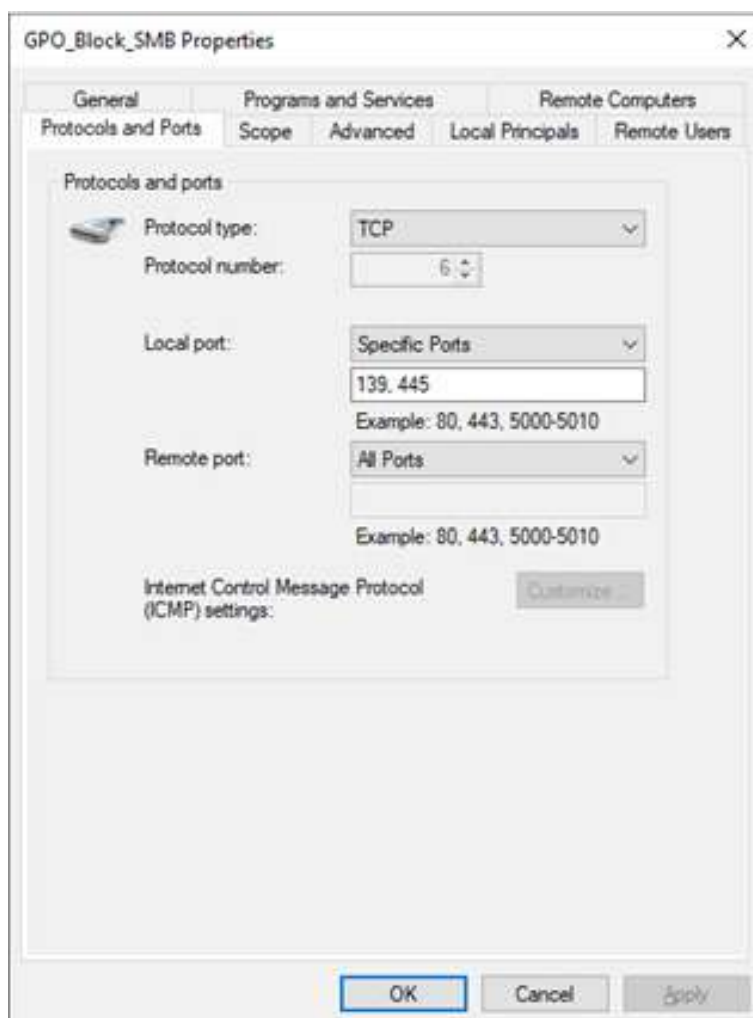 GPO_Block_SMB Properties
General Programs and Services Remote Computers
Protocols and Ports Scope Advanced Local Principals Remote Users
Protocols and ports
Protocol type: TCP
Protocol number: 6
Local port: Specific Ports
139, 445
Example: 80, 443, 5000-5010
Remote port: All Ports
Example: 80, 443, 5000-5010
Internet Control Message Protocol Customize...
(ICMP) settings:
OK Cancel Apply